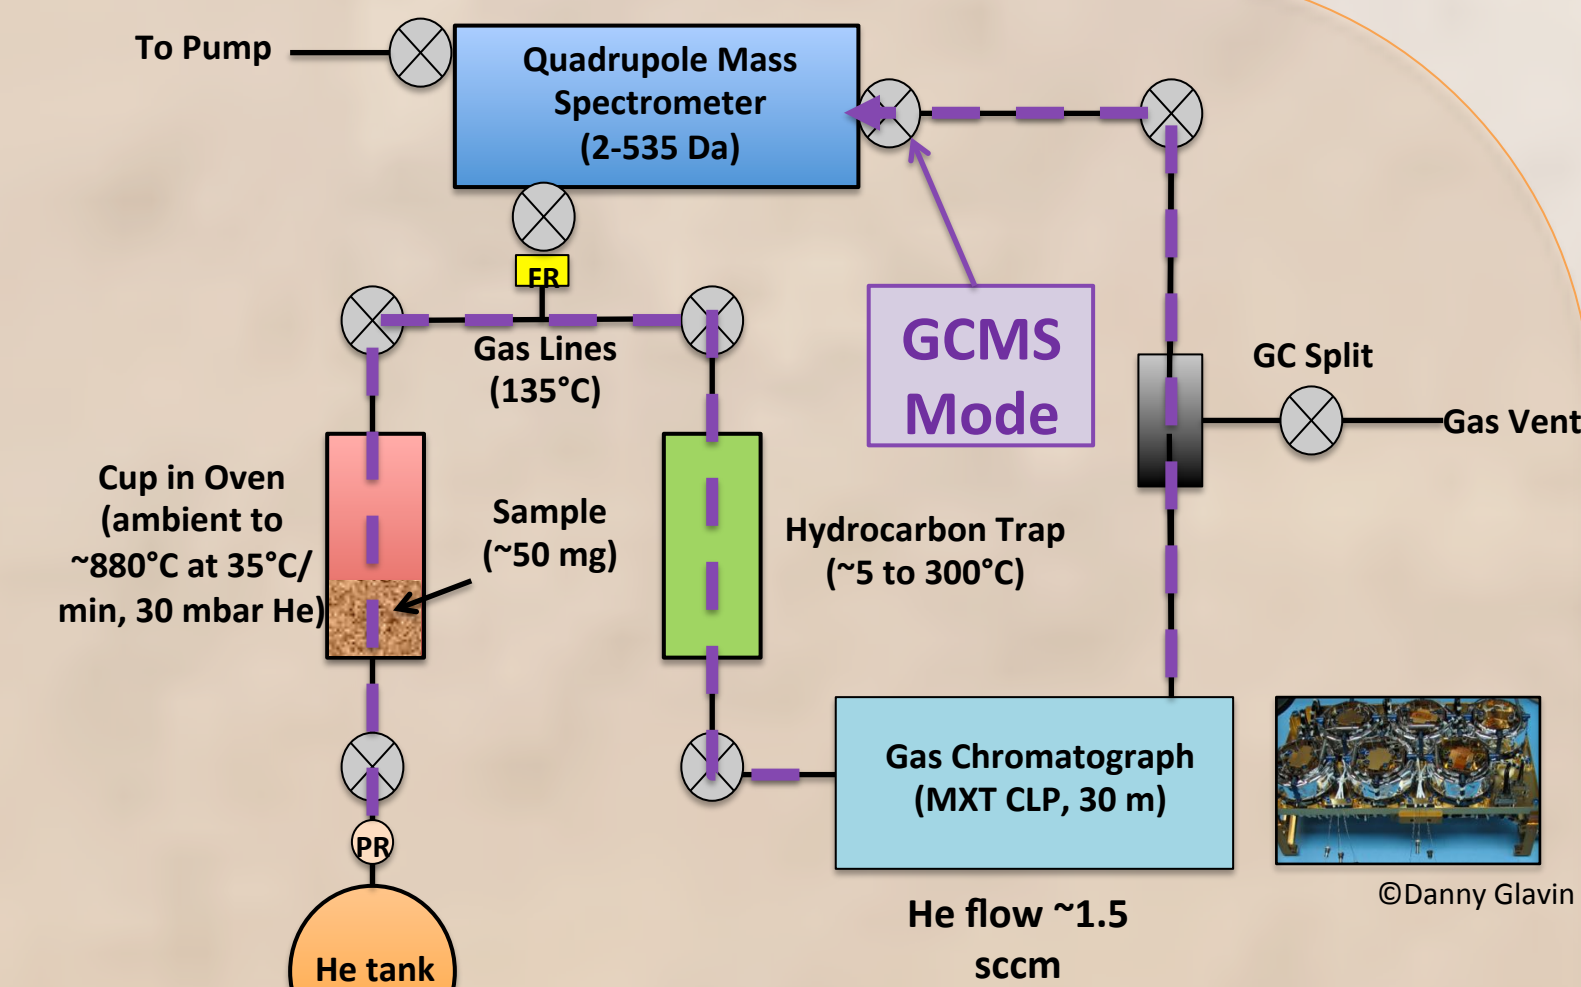 To Pump
Quadrupole Mass
Spectrometer
(2-535 Da)
FR
Gas Lines
(135°C)
GCMS
Mode
GC Split
Gas Vent
Cup in Oven
(ambient to
~880°C at 35°C/
min, 30 mbar He)
Sample
(~50 mg)
Hydrocarbon Trap
(~5 to 300°C)
Gas Chromatograph
(MXT CLP, 30 m)
PR
©Danny Glavin
He flow ~1.5
sccm
He tank